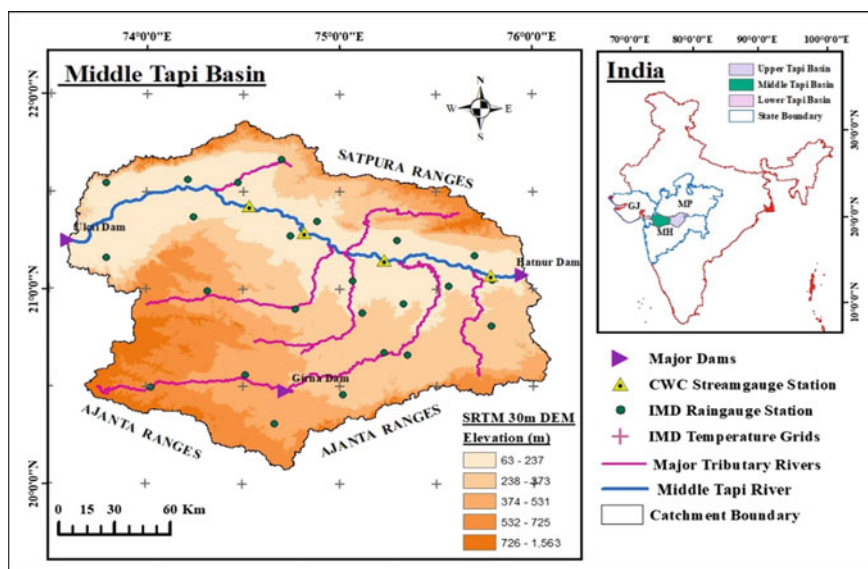 74°0'0"E 75°0'0"E 76°0'0"E
Middle Tapi Basin
N
W E
S
22°0'0"N
21°0'0"N
20°0'0"N
SATPURA RANGES
Ukai Dam
Hatnur Dam
Girna Dam
AJANTA RANGES
AJANTA RANGES
SRTM 30m DEM
Elevation (m)
63 - 237
238 - 373
374 - 531
532 - 725
726 - 1,563
0 15 30 60 Km
70°0'0"E 80°0'0"E 90°0'0"E 100°0'0"E
India
Upper Tapi Basin
Middle Tapi Basin
Lower Tapi Basin
State Boundary
30°0'0"N
20°0'0"N
10°0'0"N
GJ
MP
MH
Major Dams
CWC Streamgauge Station
IMD Raingauge Station
IMD Temperature Grids
Major Tributary Rivers
Middle Tapi River
Catchment Boundary